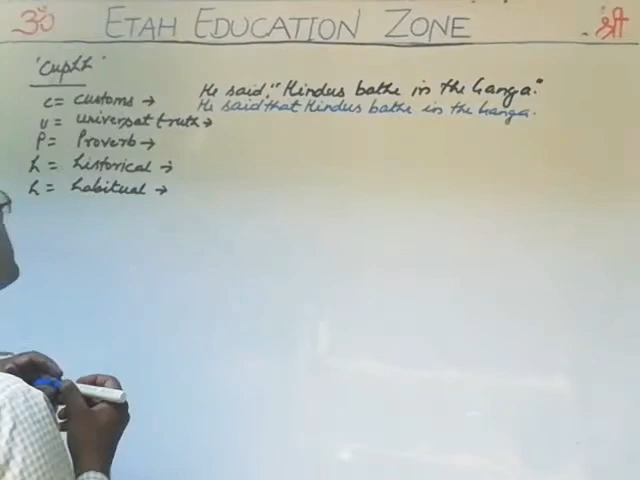 ॐ ETAH EDUCATION ZONE श्री
'Cuphh'
c = customs → He said, "Hindus bathe in the Ganga."
He said that Hindus bathe in the Ganga.
u = universal truth →
P = Proverb →
h = historical →
h = habitual →